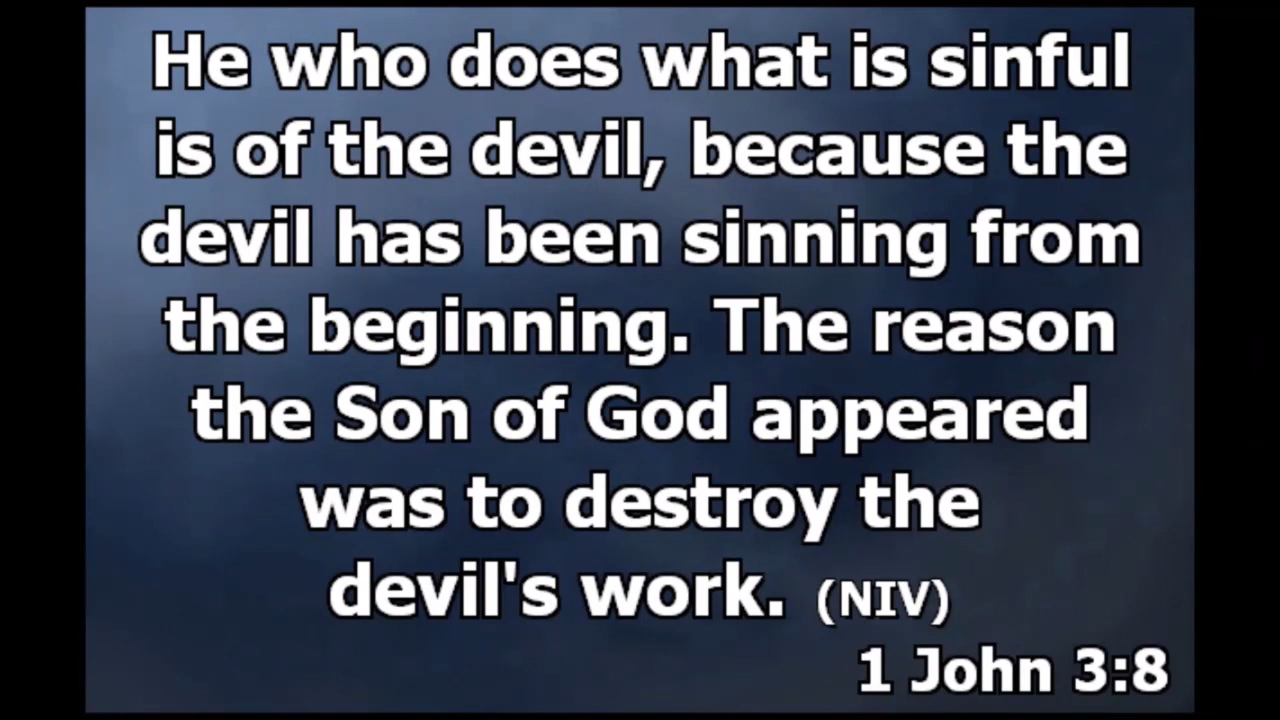 He who does what is sinful
is of the devil, because the
devil has been sinning from
the beginning. The reason
the Son of God appeared
was to destroy the
devil's work. (NIV)
1 John 3:8